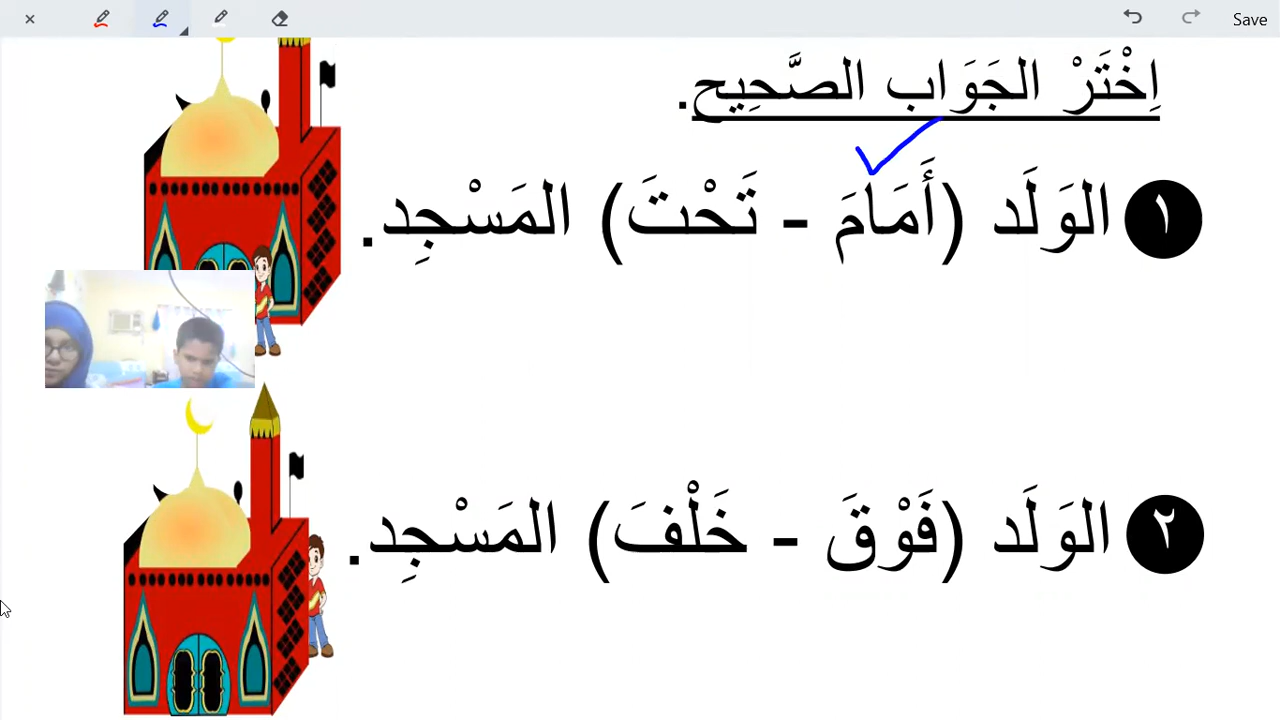 Save
اِخْتَرْ الجَوَاب الصَّحِيح.
١ الوَلَد (أَمَامَ - تَحْتَ) المَسْجِد.
٢ الوَلَد (فَوْقَ - خَلْفَ) المَسْجِد.